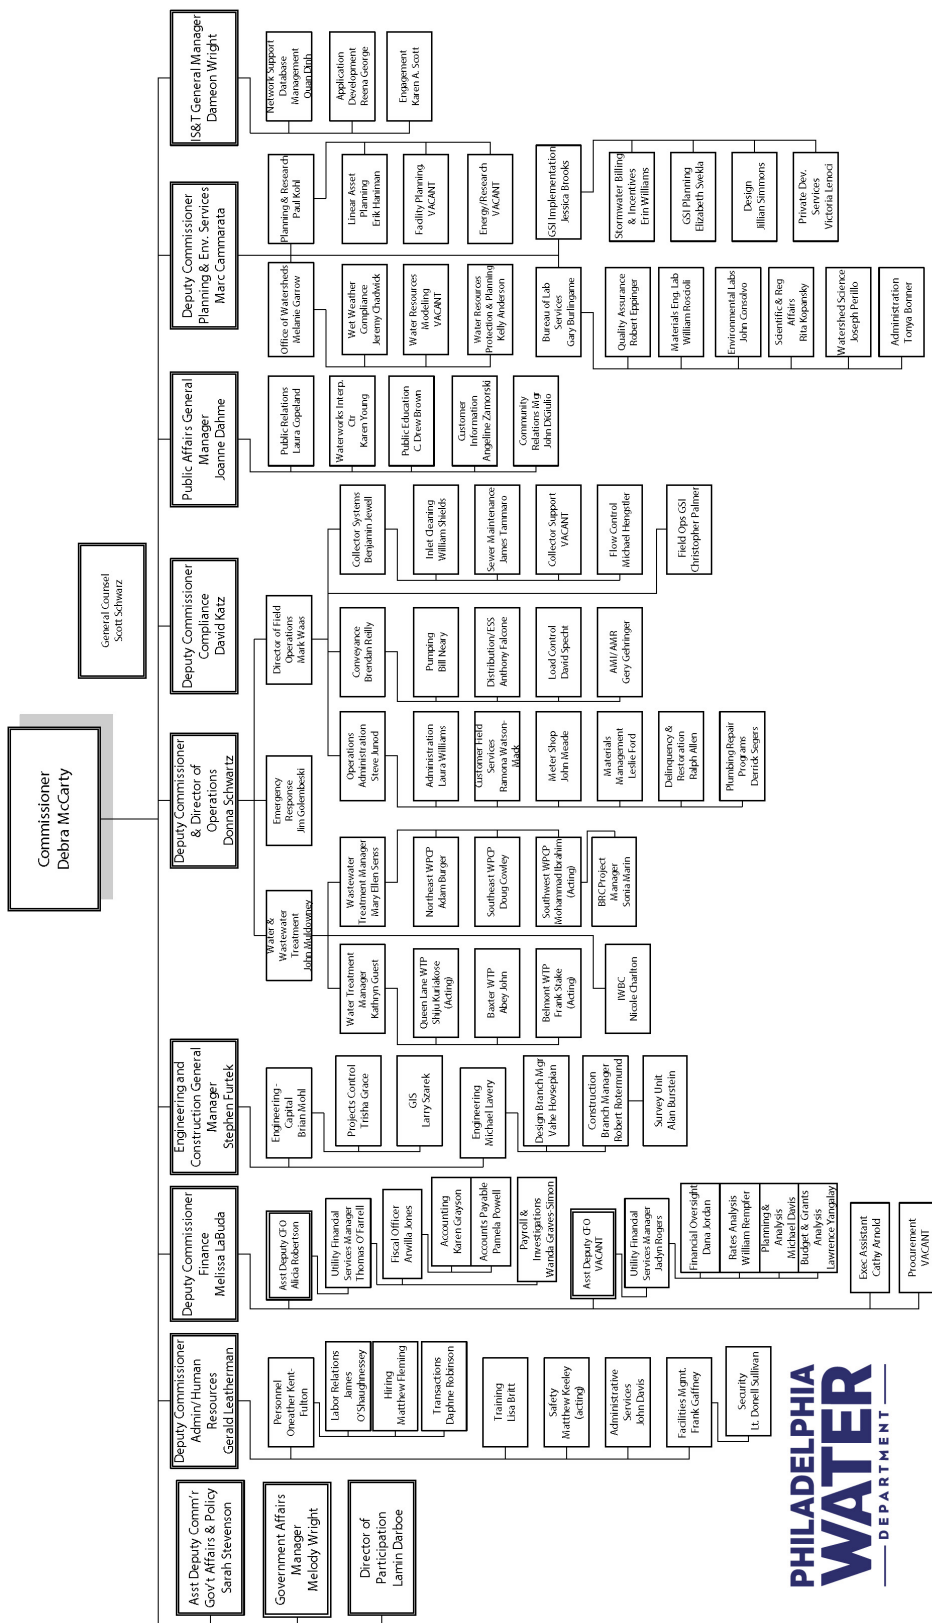 Commissioner
Debra McCarty
General Counsel
Scott Schwarz
Asst Deputy Comm'r
Gov't Affairs & Policy
Sarah Stevenson
Government Affairs
Manager
Melody Wright
Director of
Participation
Lamin Darboe
Deputy Commissioner
Admin/Human
Resources
Gerald Leatherman
Personnel
Oneather Kent-
Fulton
Labor Relations
James
O'Shaughnessey
Hiring
Matthew Fleming
Transactions
Daphne Robinson
Training
Lisa Britt
Safety
Matthew Keeley
(acting)
Administrative
Services
John Davis
Facilities Mgmt.
Frank Gaffney
Security
Lt. Donell Sullivan
Deputy Commissioner
Finance
Melissa LaBuda
Asst Deputy CFO
Alicia Robertson
Utility Financial
Services Manager
Thomas O'Farrell
Fiscal Officer
Arwilla Jones
Accounting
Karen Grayson
Accounts Payable
Pamela Powell
Payroll &
Investigations
Wanda Graves-Simon
Asst Deputy CFO
VACANT
Utility Financial
Services Manager
Jaclyn Rogers
Financial Oversight
Dana Jordan
Rates Analysis
William Rempfer
Planning &
Analysis
Michael Davis
Budget & Grants
Analysis
Lawrence Yangalay
Exec Assistant
Cathy Arnold
Procurement
VACANT
Engineering and
Construction General
Manager
Stephen Furtek
Engineering -
Capital
Brian Mohl
Projects Control
Trisha Grace
GIS
Larry Szarek
Engineering
Michael Lavery
Design Branch Mgr
Vahe Hovsepian
Construction
Branch Manager
Robert Rotermund
Survey Unit
Alan Burstein
Deputy Commissioner
& Director of
Operations
Donna Schwartz
Water &
Wastewater
Treatment
John Muldowney
Water Treatment
Manager
Kathryn Guest
Queen Lane WTP
Shiju Kuriakose
(Acting)
Baxter WTP
Abey John
Belmont WTP
Frank Stake
(Acting)
IWBC
Nicole Charlton
Wastewater
Treatment Manager
Mary Ellen Senss
Northeast WPCP
Adam Burger
Southeast WPCP
Doug Cowley
Southwest WPCP
Mohammad Ibrahim
(Acting)
BRC Project
Manager
Sonia Marin
Emergency
Response
Jim Golembeski
Director of Field
Operations
Mark Waas
Operations
Administration
Steve Junod
Administration
Laura Williams
Customer Field
Services
Ramona Watson-
Mack
Meter Shop
John Meade
Materials
Management
Leslie Ford
Delinquency &
Restoration
Ralph Allen
Plumbing Repair
Programs
Derrick Segers
Conveyance
Brendan Reilly
Pumping
Bill Neary
Distribution/ESS
Anthony Falcone
Load Control
David Specht
AMI/AMR
Gery Gehringer
Collector Systems
Benjamin Jewell
Inlet Cleaning
William Shields
Sewer Maintenance
James Tammaro
Collector Support
VACANT
Flow Control
Michael Hengstler
Field Ops GSI
Christopher Palmer
Deputy Commissioner
Compliance
David Katz
Public Affairs General
Manager
Joanne Dahme
Public Relations
Laura Copeland
Waterworks Interp.
Ctr
Karen Young
Public Education
C. Drew Brown
Customer
Information
Angeline Zamorski
Community
Relations Mgr
John DiGiulio
Deputy Commissioner
Planning & Env. Services
Marc Cammarata
Office of Watersheds
Melanie Garrow
Wet Weather
Compliance
Jeremy Chadwick
Water Resources
Modeling
VACANT
Water Resources
Protection & Planning
Kelly Anderson
Planning & Research
Paul Kohl
Linear Asset
Planning
Erik Haniman
Facility Planning
VACANT
Energy/Research
VACANT
Bureau of Lab
Services
Gary Burlingame
Quality Assurance
Robert Eppinger
Materials Eng. Lab
William Roscioli
Environmental Labs
John Consolvo
Scientific & Reg
Affairs
Rita Kopansky
Watershed Science
Joseph Perillo
Administration
Tonya Bonner
GSI Implementation
Jessica Brooks
Stormwater Billing
& Incentives
Erin Williams
GSI Planning
Elizabeth Svekla
Design
Jillian Simmons
Private Dev.
Services
Victoria Lenoci
IS&T General Manager
Dameon Wright
Network Support
Database
Management
Quan Dinh
Application
Development
Reena George
Engagement
Karen A. Scott
PHILADELPHIA
WATER
DEPARTMENT